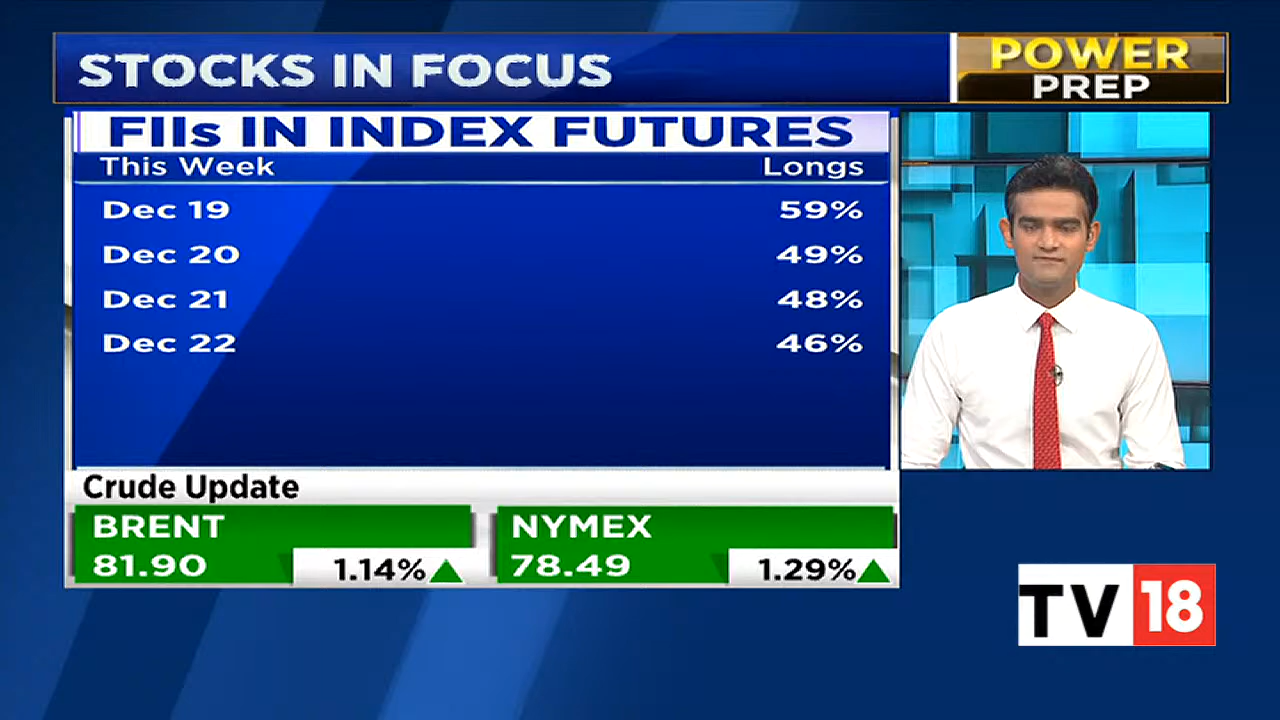 STOCKS IN FOCUS
POWER
PREP
FIIs IN INDEX FUTURES
This Week Longs
Dec 19 59%
Dec 20 49%
Dec 21 48%
Dec 22 46%
Crude Update
BRENT
81.90 1.14%
NYMEX
78.49 1.29%
TV18